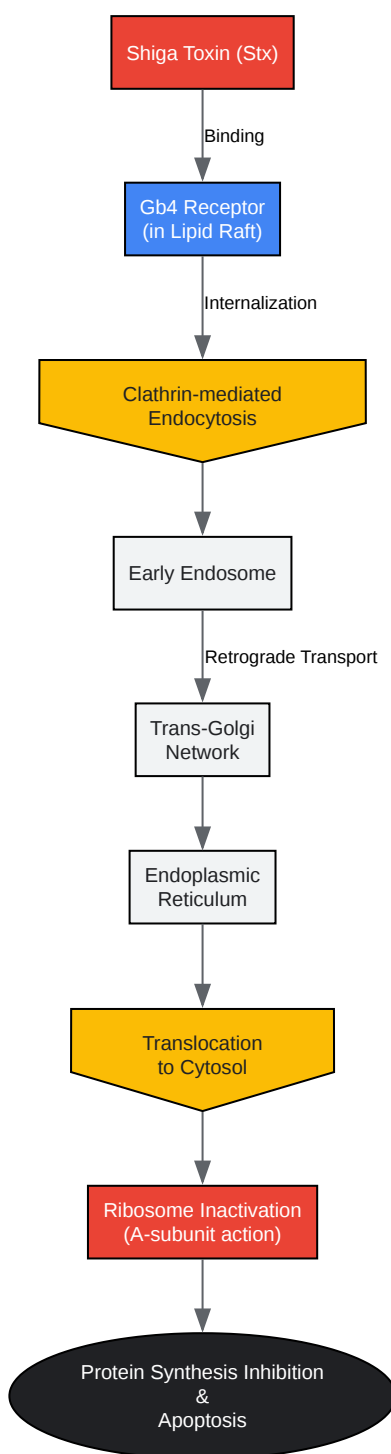 Shiga Toxin (Stx)
Binding
Gb4 Receptor
(in Lipid Raft)
Internalization
Clathrin-mediated
Endocytosis
Early Endosome
Retrograde Transport
Trans-Golgi
Network
Endoplasmic
Reticulum
Translocation
to Cytosol
Ribosome Inactivation
(A-subunit action)
Protein Synthesis Inhibition
&
Apoptosis